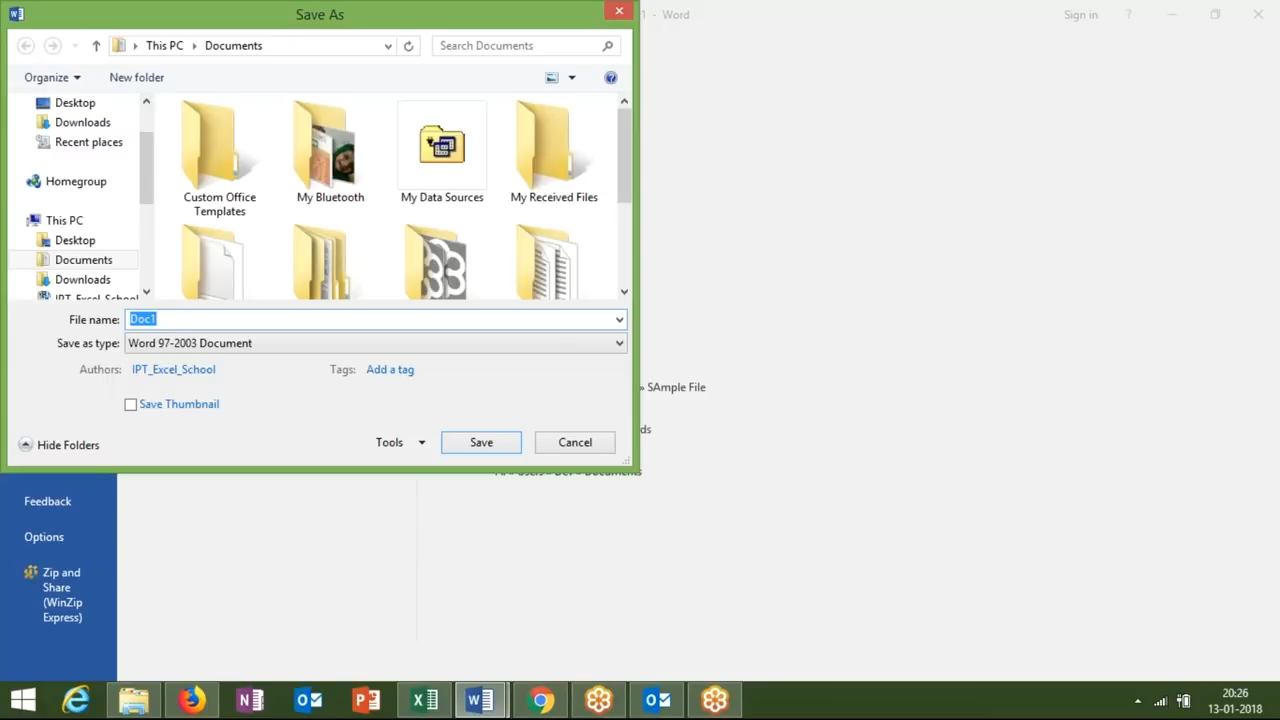 Save As
1 - Word
Sign in
?
This PC
Documents
Search Documents
Organize
New folder
Desktop
Downloads
Recent places
Homegroup
This PC
Desktop
Documents
Downloads
IPT_Excel_School
Custom Office
Templates
My Bluetooth
My Data Sources
My Received Files
File name: Doc1
Save as type: Word 97-2003 Document
Authors: IPT_Excel_School
Tags: Add a tag
Save Thumbnail
Hide Folders
Tools
Save
Cancel
» SAmple File
ds
Documents
Feedback
Options
Zip and
Share
(WinZip
Express)
20:26
13-01-2018